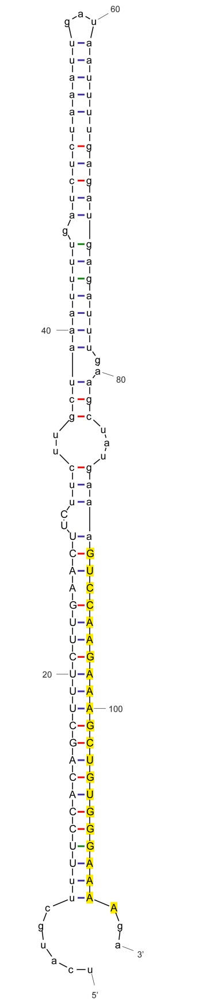 g a u 60
u a
u a
a u
a u
a u
u u
c g
u a
c g
u a
a u
g
u g
u a
u g
u a
a u
40 a u
a u
g
a 80
u a
c g
g c
u u
a
u u
c g
u a
u a
C
U
U a
C G
A U
A C
G C
U A
U A
C G
20 U A
U A
U A 100
C G
G C
A U
C G
A U
C G
C G
U G
U A
u A
u A
c A
g g
u a
a 3'
c u
5'